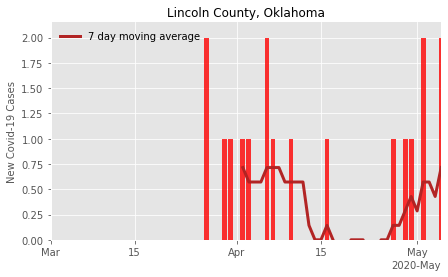 Lincoln County, Oklahoma
7 day moving average
New Covid-19 Cases
2.00
1.75
1.50
1.25
1.00
0.75
0.50
0.25
0.00
Mar
15
Apr
15
May
2020-May